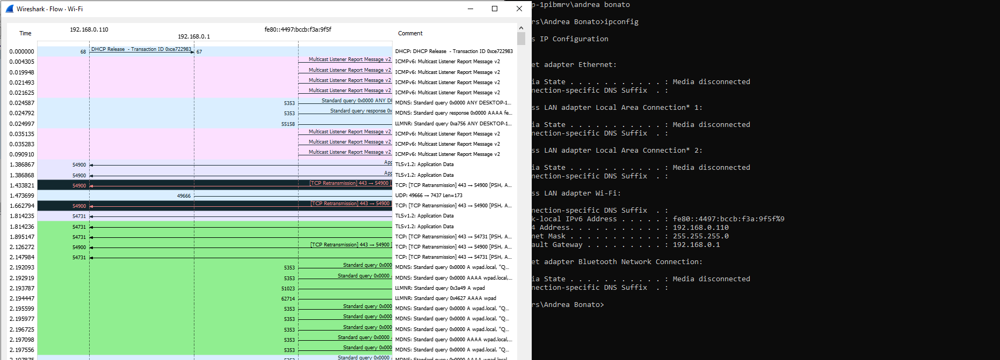 Wireshark · Flow · Wi-Fi
Time 192.168.0.110 192.168.0.1 fe80::4497:bccb:f3a:9f5f Comment
0.000000 68 DHCP Release - Transaction ID 0xce722983 67 DHCP: DHCP Release - Transaction ID 0xce722983
0.004305 Multicast Listener Report Message v2 ICMPv6: Multicast Listener Report Message v2
0.019948 Multicast Listener Report Message v2 ICMPv6: Multicast Listener Report Message v2
0.021493 Multicast Listener Report Message v2 ICMPv6: Multicast Listener Report Message v2
0.021625 Multicast Listener Report Message v2 ICMPv6: Multicast Listener Report Message v2
0.024587 5353 Standard query 0x0000 ANY DE MDNS: Standard query 0x0000 ANY DESKTOP-1...
0.024792 5353 Standard query response 0x MDNS: Standard query response 0x0000 AAAA fe...
0.024997 55158 LLMNR: Standard query 0xa756 ANY DESKTOP-1...
0.035135 Multicast Listener Report Message v2 ICMPv6: Multicast Listener Report Message v2
0.035283 Multicast Listener Report Message v2 ICMPv6: Multicast Listener Report Message v2
0.090910 Multicast Listener Report Message v2 ICMPv6: Multicast Listener Report Message v2
1.386867 54900 App TLSv1.2: Application Data
1.386868 54900 App TLSv1.2: Application Data
1.433821 54900 [TCP Retransmission] 443 → 54900 [ TCP: [TCP Retransmission] 443 → 54900 [PSH, A...
1.473699 49666 UDP: 49666 → 7437 Len=173
1.662794 54900 [TCP Retransmission] 443 → 54900 TCP: [TCP Retransmission] 443 → 54900 [PSH, A...
1.814235 54731 TLSv1.2: Application Data
1.814236 54731 TLSv1.2: Application Data
1.895147 54731 TCP: [TCP Retransmission] 443 → 54731 [PSH, A...
2.126272 54900 [TCP Retransmission] 443 → 54900 [ TCP: [TCP Retransmission] 443 → 54900 [PSH, A...
2.147984 54731 TCP: [TCP Retransmission] 443 → 54731 [PSH, A...
2.192093 5353 Standard query 0x000 MDNS: Standard query 0x0000 A wpad.local, "Q...
2.192919 5353 Standard query 0x0000 MDNS: Standard query 0x0000 AAAA wpad.local,...
2.193787 51023 LLMNR: Standard query 0x3a49 A wpad
2.194447 62714 LLMNR: Standard query 0x4627 AAAA wpad
2.195599 5353 Standard query 0x000 MDNS: Standard query 0x0000 A wpad.local, "Q...
2.195977 5353 Standard query 0x000 MDNS: Standard query 0x0000 A wpad.local, "Q...
2.196725 5353 Standard query 0x000 MDNS: Standard query 0x0000 A wpad.local, "Q...
2.197098 5353 Standard query 0x0000 MDNS: Standard query 0x0000 AAAA wpad.local,...
2.197556 5353 Standard query 0x000 MDNS: Standard query 0x0000 A wpad.local, "Q...
2.197875 5353 Standard query 0x0000 MDNS: Standard query 0x0000 AAAA wpad.local
p-1pibmrv\andrea bonato
rs\Andrea Bonato>ipconfig
s IP Configuration
et adapter Ethernet:
ia State . . . . . . . . . . . : Media disconnected
nection-specific DNS Suffix . :
ss LAN adapter Local Area Connection* 1:
ia State . . . . . . . . . . . : Media disconnected
nection-specific DNS Suffix . :
ss LAN adapter Local Area Connection* 2:
ia State . . . . . . . . . . . : Media disconnected
nection-specific DNS Suffix . :
ss LAN adapter Wi-Fi:
nection-specific DNS Suffix . :
k-local IPv6 Address . . . . . : fe80::4497:bccb:f3a:9f5f%9
4 Address. . . . . . . . . . . : 192.168.0.110
net Mask . . . . . . . . . . . : 255.255.255.0
ault Gateway . . . . . . . . . : 192.168.0.1
et adapter Bluetooth Network Connection:
ia State . . . . . . . . . . . : Media disconnected
nection-specific DNS Suffix . :
rs\Andrea Bonato>